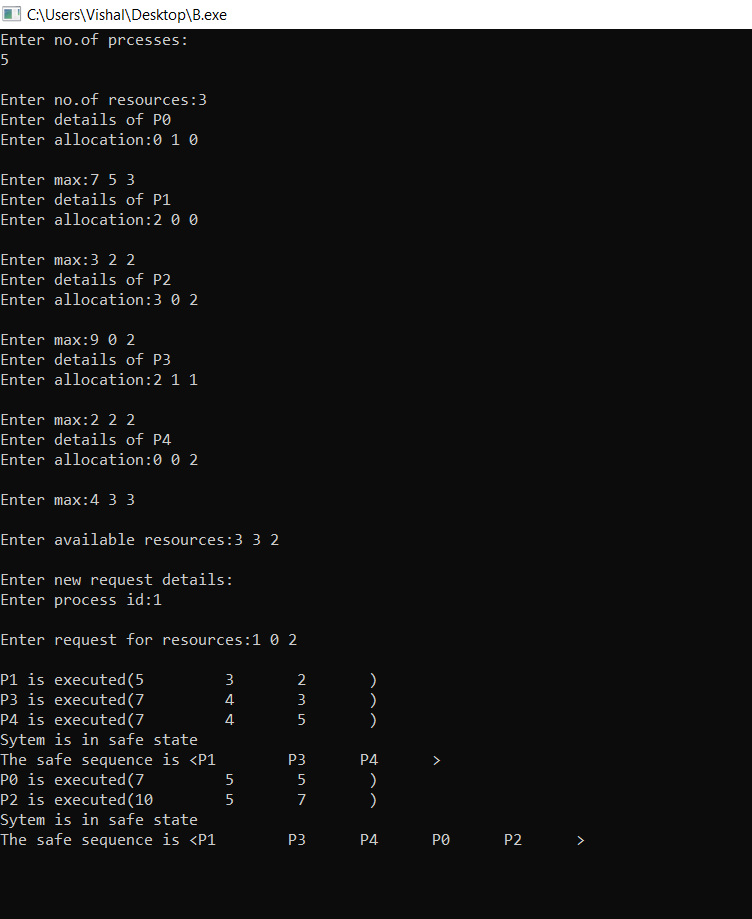 C:\Users\Vishal\Desktop\B.exe
Enter no.of prcesses:
5
Enter no.of resources:3
Enter details of P0
Enter allocation:0 1 0
Enter max:7 5 3
Enter details of P1
Enter allocation:2 0 0
Enter max:3 2 2
Enter details of P2
Enter allocation:3 0 2
Enter max:9 0 2
Enter details of P3
Enter allocation:2 1 1
Enter max:2 2 2
Enter details of P4
Enter allocation:0 0 2
Enter max:4 3 3
Enter available resources:3 3 2
Enter new request details:
Enter process id:1
Enter request for resources:1 0 2
P1 is executed(5 3 2 )
P3 is executed(7 4 3 )
P4 is executed(7 4 5 )
Sytem is in safe state
The safe sequence is <P1 P3 P4 >
P0 is executed(7 5 5 )
P2 is executed(10 5 7 )
Sytem is in safe state
The safe sequence is <P1 P3 P4 P0 P2 >